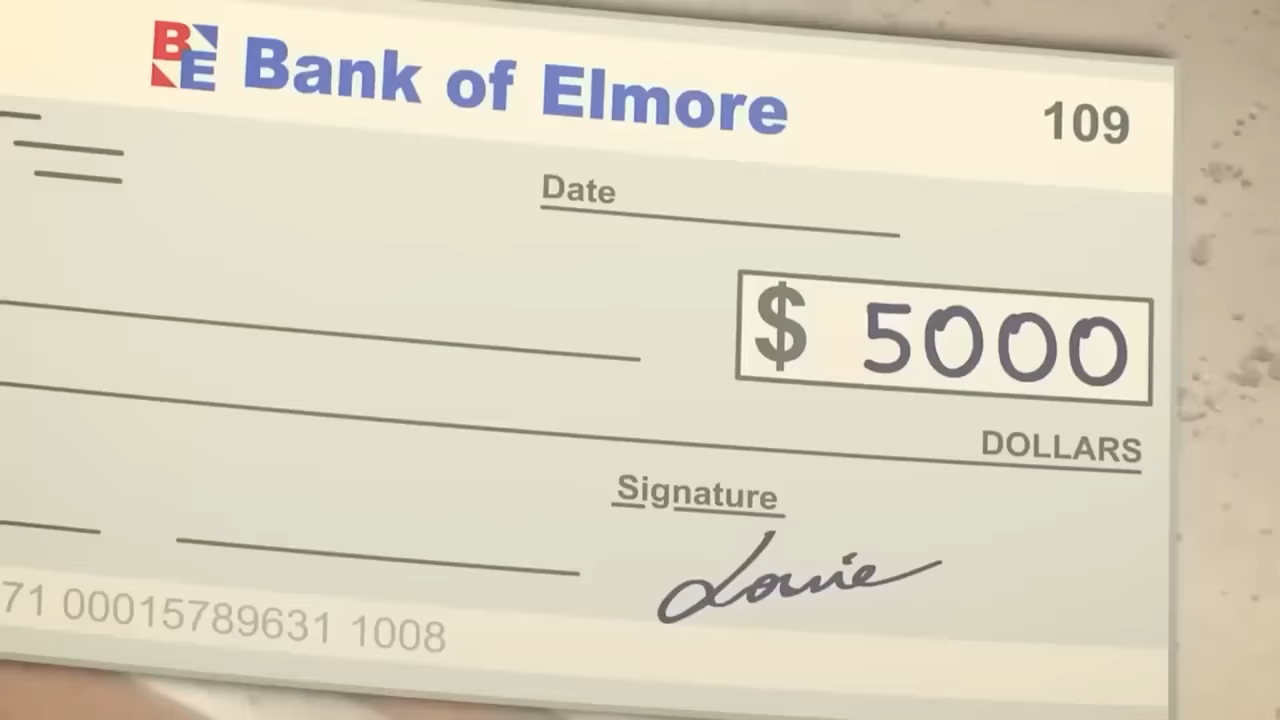 BE Bank of Elmore
109
Date
$ 5000
DOLLARS
Signature
Louie
71 00015789631 1008